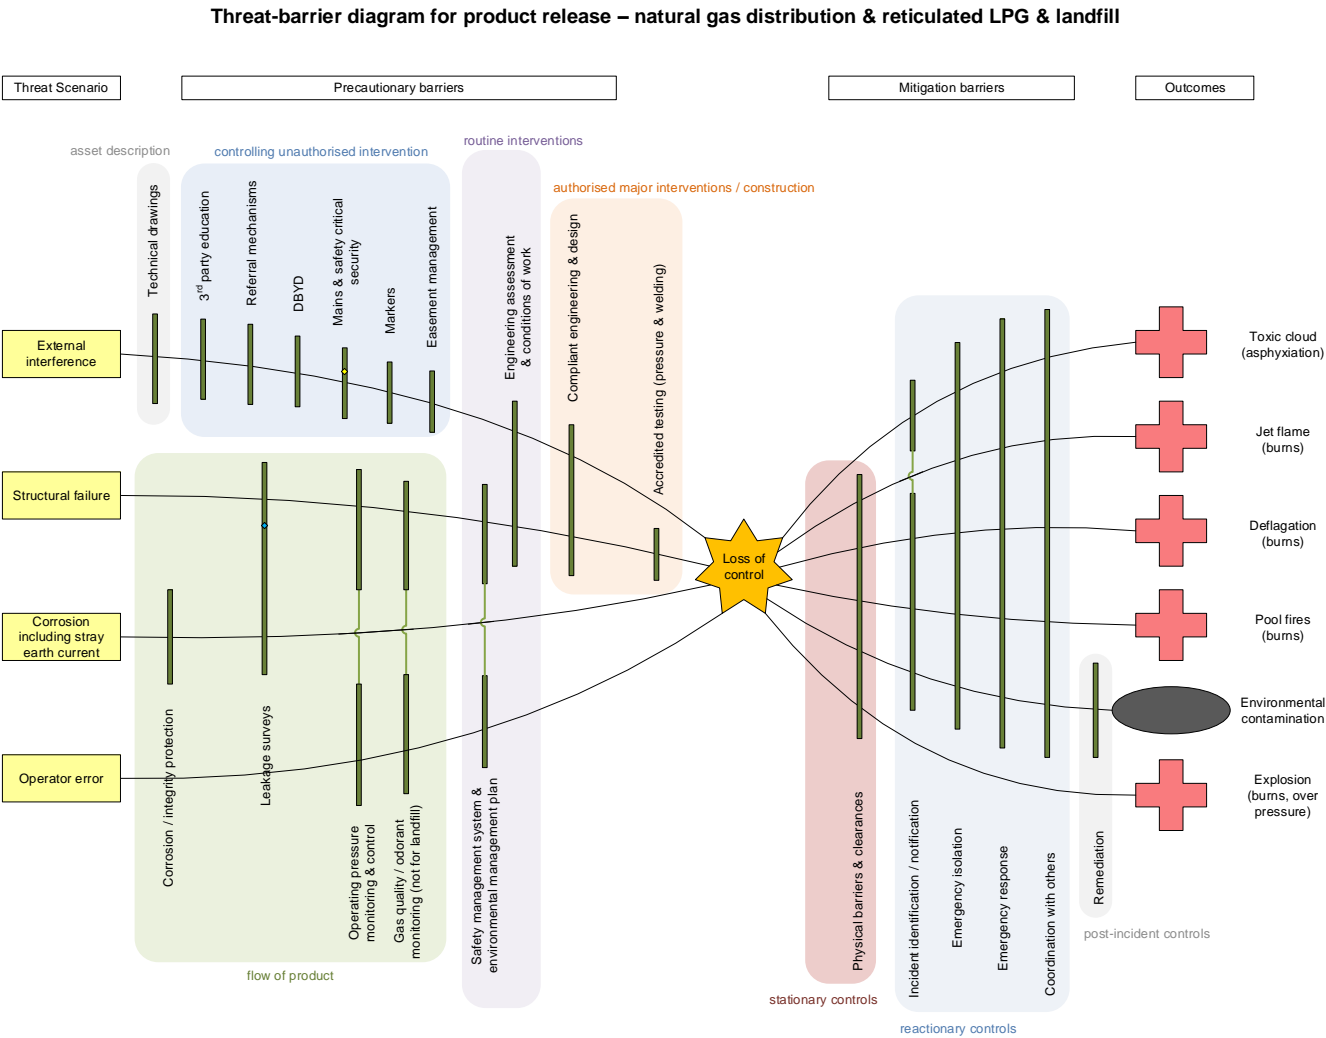 Threat-barrier diagram for product release – natural gas distribution & reticulated LPG & landfill
Threat Scenario
Precautionary barriers
Mitigation barriers
Outcomes
asset description
controlling unauthorised intervention
routine interventions
authorised major interventions / construction
Technical drawings
3rd party education
Referral mechanisms
DBYD
Mains & safety critical
security
Markers
Easement management
Engineering assessment
& conditions of work
Compliant engineering & design
Accredited testing (pressure & welding)
External
interference
Structural failure
Corrosion
including stray
earth current
Operator error
Corrosion / integrity protection
Leakage surveys
Operating pressure
monitoring & control
Gas quality / odorant
monitoring (not for landfill)
Safety management system &
environmental management plan
flow of product
Loss of
control
Physical barriers & clearances
stationary controls
Incident identification / notification
Emergency isolation
Emergency response
Coordination with others
reactionary controls
Remediation
post-incident controls
Toxic cloud
(asphyxiation)
Jet flame
(burns)
Deflagation
(burns)
Pool fires
(burns)
Environmental
contamination
Explosion
(burns, over
pressure)